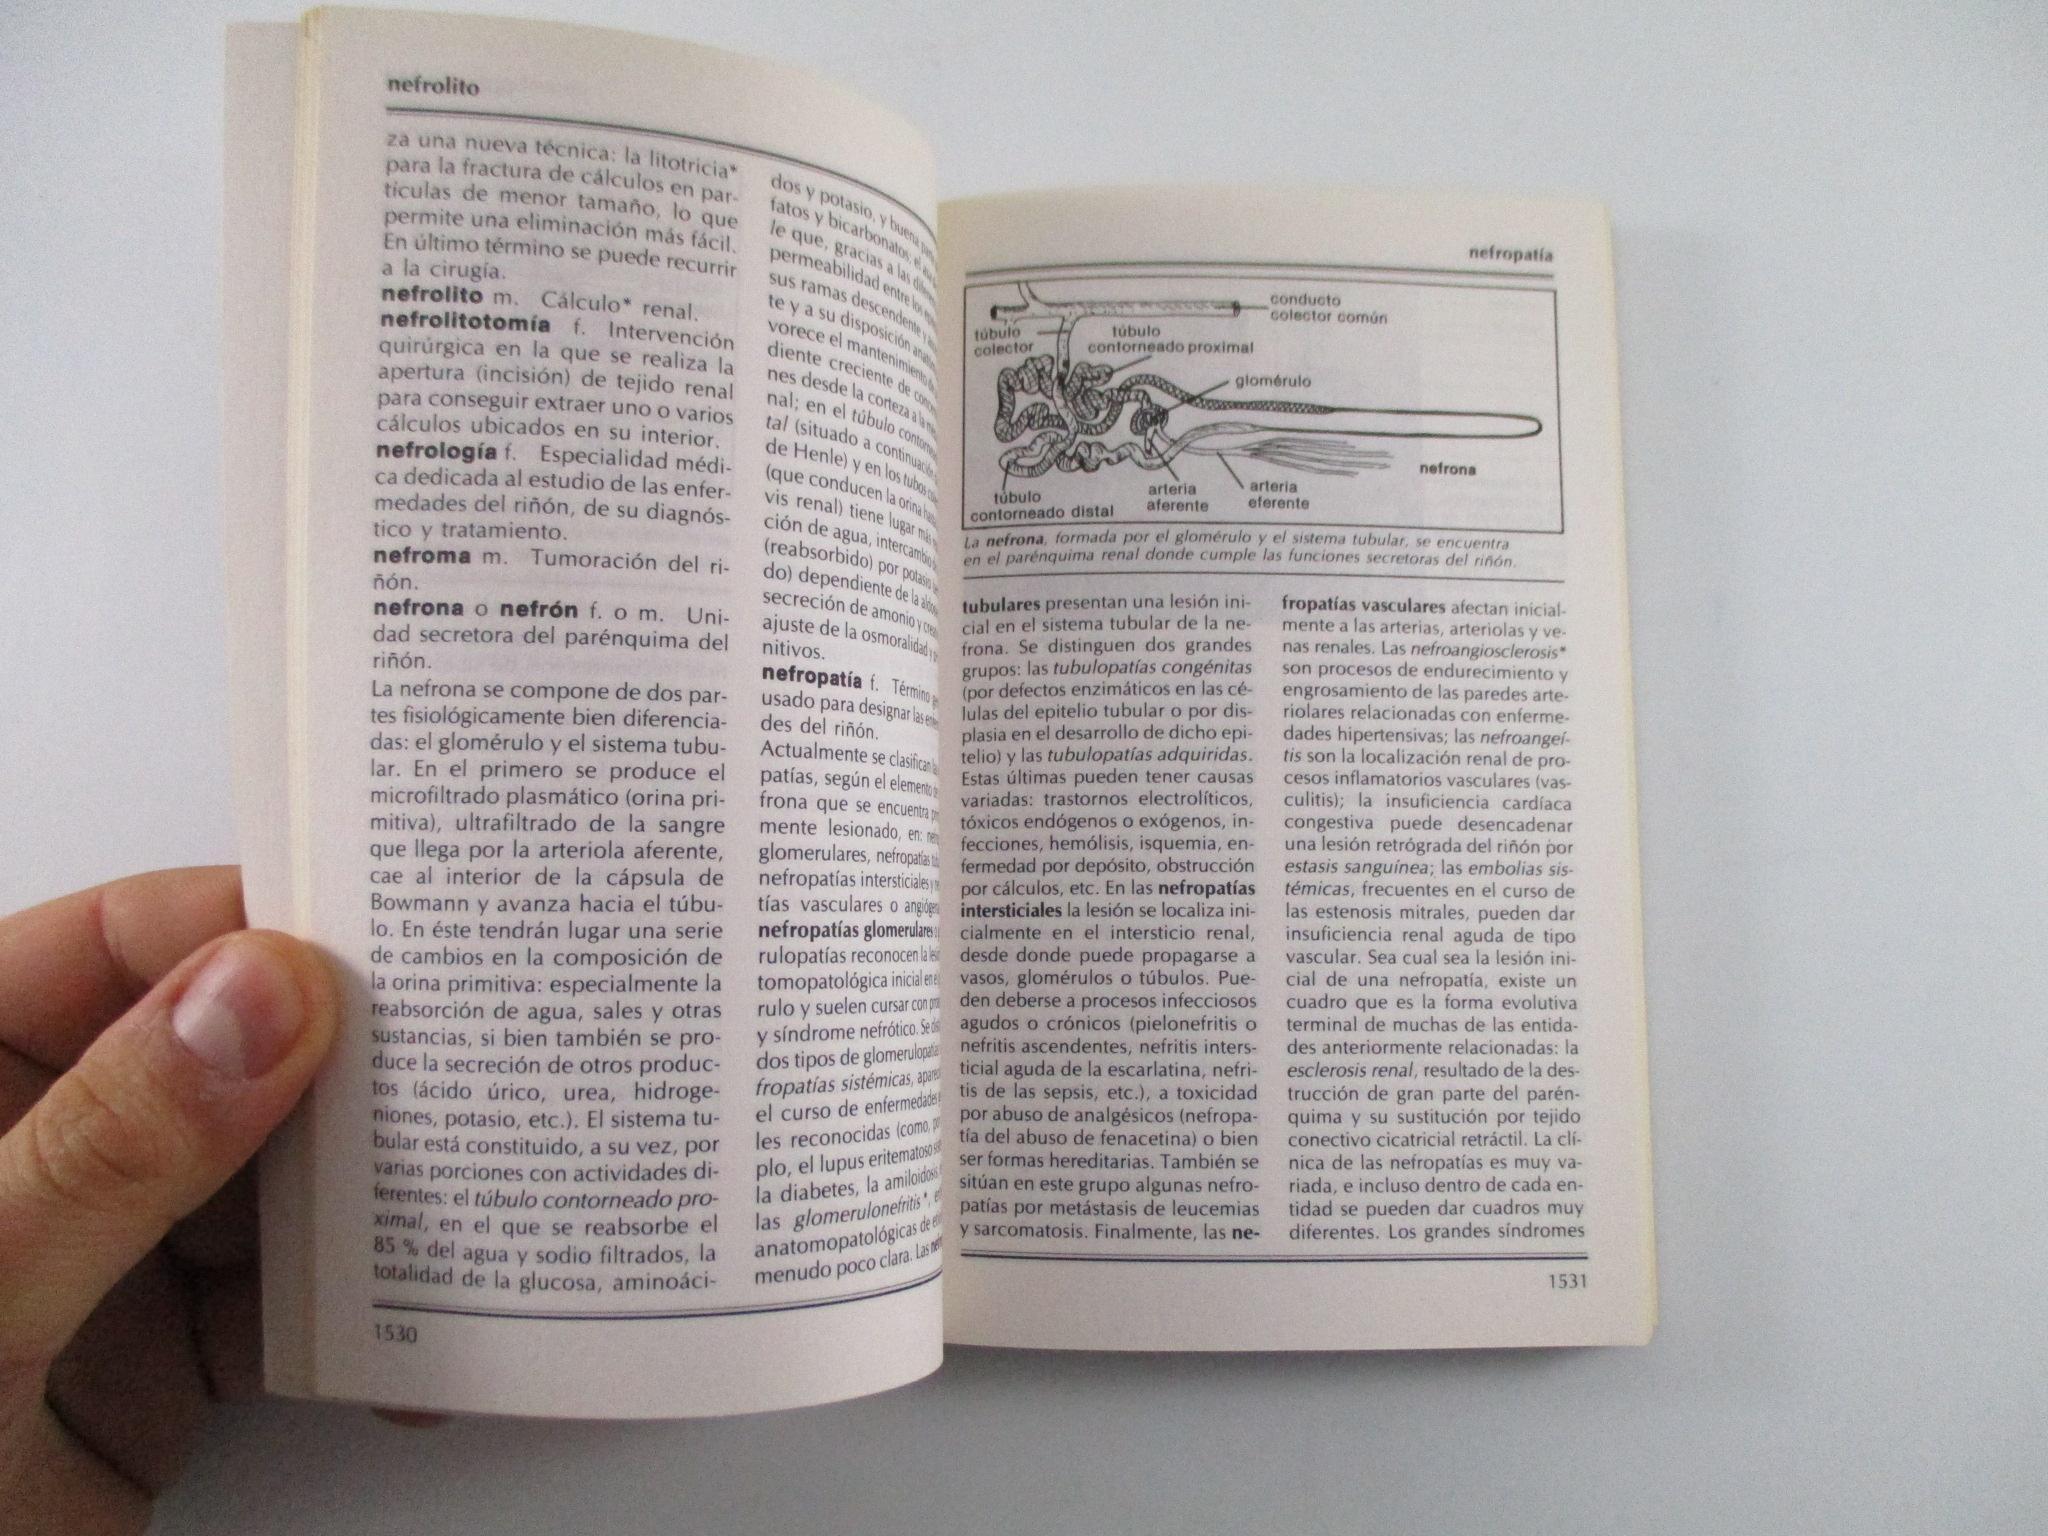 nefrolito
za una nueva técnica: la litotricia*
para la fractura de cálculos en par-
tículas de menor tamaño, lo que
permite una eliminación más fácil.
En último término se puede recurrir
a la cirugía.
nefrolito m. Cálculo* renal.
nefrolitotomía f. Intervención
quirúrgica en la que se realiza la
apertura (incisión) de tejido renal
para conseguir extraer uno o varios
cálculos ubicados en su interior.
nefrología f. Especialidad médi-
ca dedicada al estudio de las enfer-
medades del riñón, de su diagnós-
tico y tratamiento.
nefroma m. Tumoración del ri-
ñón.
nefrona o nefrón f. o m. Uni-
dad secretora del parénquima del
riñón.
La nefrona se compone de dos par-
tes fisiológicamente bien diferencia-
das: el glomérulo y el sistema tubu-
lar. En el primero se produce el
microfiltrado plasmático (orina pri-
mitiva), ultrafiltrado de la sangre
que llega por la arteriola aferente,
cae al interior de la cápsula de
Bowmann y avanza hacia el túbu-
lo. En éste tendrán lugar una serie
de cambios en la composición de
la orina primitiva: especialmente la
reabsorción de agua, sales y otras
sustancias, si bien también se pro-
duce la secreción de otros produc-
tos (ácido úrico, urea, hidroge-
niones, potasio, etc.). El sistema tu-
bular está constituido, a su vez, por
varias porciones con actividades di-
ferentes: el túbulo contorneado pro-
ximal, en el que se reabsorbe el
85 % del agua y sodio filtrados, la
totalidad de la glucosa, aminoáci-
dos y potasio, y buena
fatos y bicarbonatos; el
le que, gracias a las
permeabilidad entre los
sus ramas descendente y
te y a su disposición
vorece el mantenimiento
diente creciente de
nes desde la corteza a la
nal; en el túbulo
tal (situado a continuación
de Henle) y en los tubos
(que conducen la orina
vis renal) tiene lugar más
ción de agua, intercambio
(reabsorbido) por potasio
do) dependiente de la
secreción de amonio y
ajuste de la osmoralidad y
nitivos.
nefropatía f. Término
usado para designar las
des del riñón.
Actualmente se clasifican
patías, según el elemento
frona que se encuentra
mente lesionado, en:
glomerulares, nefropatías
nefropatías intersticiales y
tías vasculares o
nefropatías glomerulares
rulopatías reconocen la
tomopatológica inicial en
rulo y suelen cursar con
y síndrome nefrótico. Se
dos tipos de
fropatías sistémicas,
el curso de enfermedades
les reconocidas (como,
plo, el lupus eritematoso
la diabetes, la amiloidosis
las glomerulonefritis*,
anatomopatológicas de
menudo poco clara. Las
1530
nefropatía
conducto
colector común
túbulo
colector
túbulo
contorneado proximal
glomérulo
nefrona
túbulo
contorneado distal
arteria
aferente
arteria
eferente
La nefrona, formada por el glomérulo y el sistema tubular, se encuentra
en el parénquima renal donde cumple las funciones secretoras del riñón.
tubulares presentan una lesión ini-
cial en el sistema tubular de la ne-
frona. Se distinguen dos grandes
grupos: las tubulopatías congénitas
(por defectos enzimáticos en las cé-
lulas del epitelio tubular o por dis-
plasia en el desarrollo de dicho epi-
telio) y las tubulopatías adquiridas.
Estas últimas pueden tener causas
variadas: trastornos electrolíticos,
tóxicos endógenos o exógenos, in-
fecciones, hemólisis, isquemia, en-
fermedad por depósito, obstrucción
por cálculos, etc. En las nefropatías
intersticiales la lesión se localiza ini-
cialmente en el intersticio renal,
desde donde puede propagarse a
vasos, glomérulos o túbulos. Pue-
den deberse a procesos infecciosos
agudos o crónicos (pielonefritis o
nefritis ascendentes, nefritis inters-
ticial aguda de la escarlatina, nefri-
tis de las sepsis, etc.), a toxicidad
por abuso de analgésicos (nefropa-
tía del abuso de fenacetina) o bien
ser formas hereditarias. También se
sitúan en este grupo algunas nefro-
patías por metástasis de leucemias
y sarcomatosis. Finalmente, las ne-
fropatías vasculares afectan inicial-
mente a las arterias, arteriolas y ve-
nas renales. Las nefroangiosclerosis*
son procesos de endurecimiento y
engrosamiento de las paredes arte-
riolares relacionadas con enferme-
dades hipertensivas; las nefroangeí-
tis son la localización renal de pro-
cesos inflamatorios vasculares (vas-
culitis); la insuficiencia cardíaca
congestiva puede desencadenar
una lesión retrógrada del riñón por
estasis sanguínea; las embolias sis-
témicas, frecuentes en el curso de
las estenosis mitrales, pueden dar
insuficiencia renal aguda de tipo
vascular. Sea cual sea la lesión ini-
cial de una nefropatía, existe un
cuadro que es la forma evolutiva
terminal de muchas de las entida-
des anteriormente relacionadas: la
esclerosis renal, resultado de la des-
trucción de gran parte del parén-
quima y su sustitución por tejido
conectivo cicatricial retráctil. La clí-
nica de las nefropatías es muy va-
riada, e incluso dentro de cada en-
tidad se pueden dar cuadros muy
diferentes. Los grandes síndromes
1531